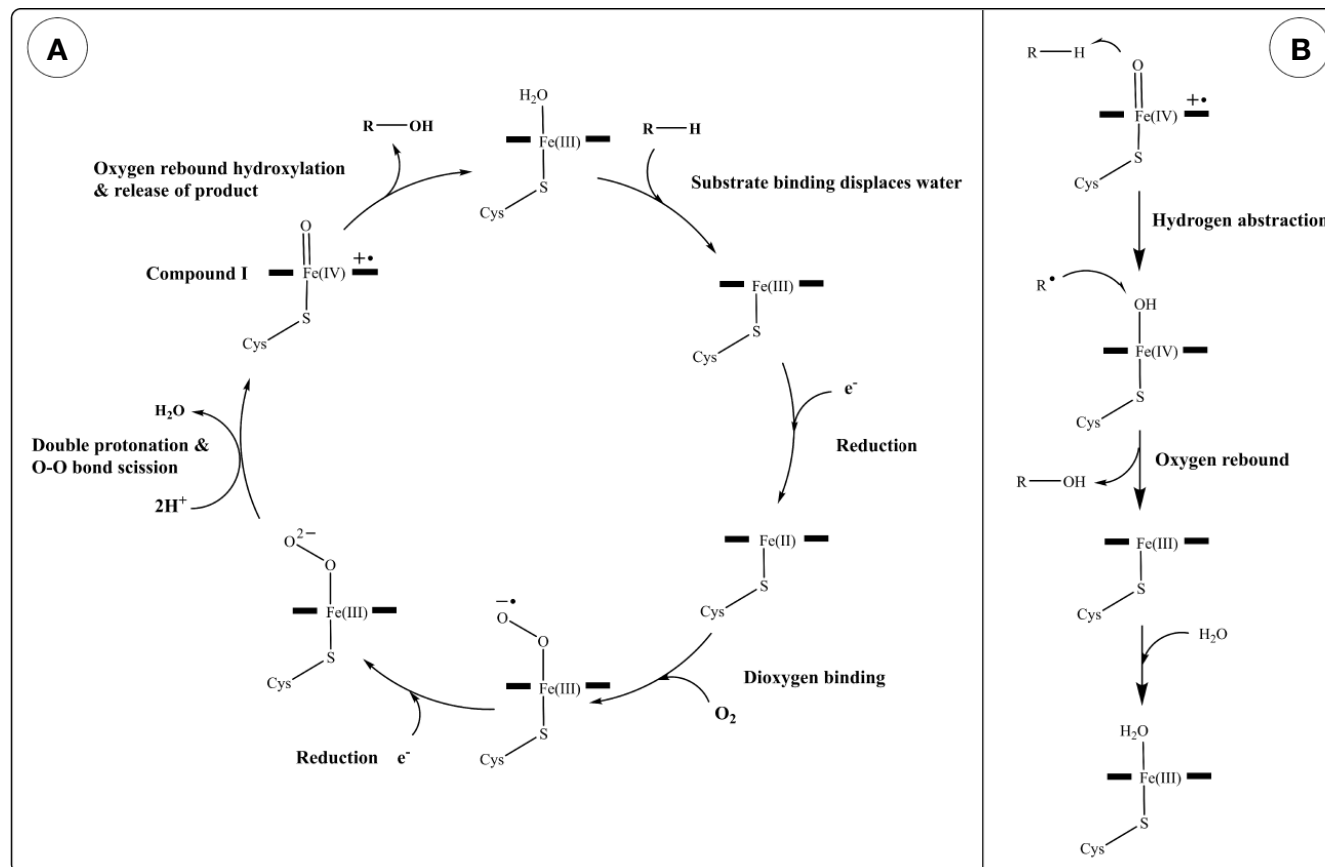 A
H₂O
Fe(III)
S
Cys
R—H
Substrate binding displaces water
Fe(III)
S
Cys
e⁻
Reduction
Fe(II)
S
Cys
Dioxygen binding
O₂
−•
O
O
Fe(III)
S
Cys
Reduction e⁻
O²⁻
O
Fe(III)
S
Cys
Double protonation &
O-O bond scission
2H⁺
H₂O
Compound I
O
Fe(IV)
+•
S
Cys
Oxygen rebound hydroxylation
& release of product
R—OH
B
R—H
O
Fe(IV)
+•
S
Cys
Hydrogen abstraction
R•
OH
Fe(IV)
S
Cys
Oxygen rebound
R—OH
Fe(III)
S
Cys
H₂O
H₂O
Fe(III)
S
Cys